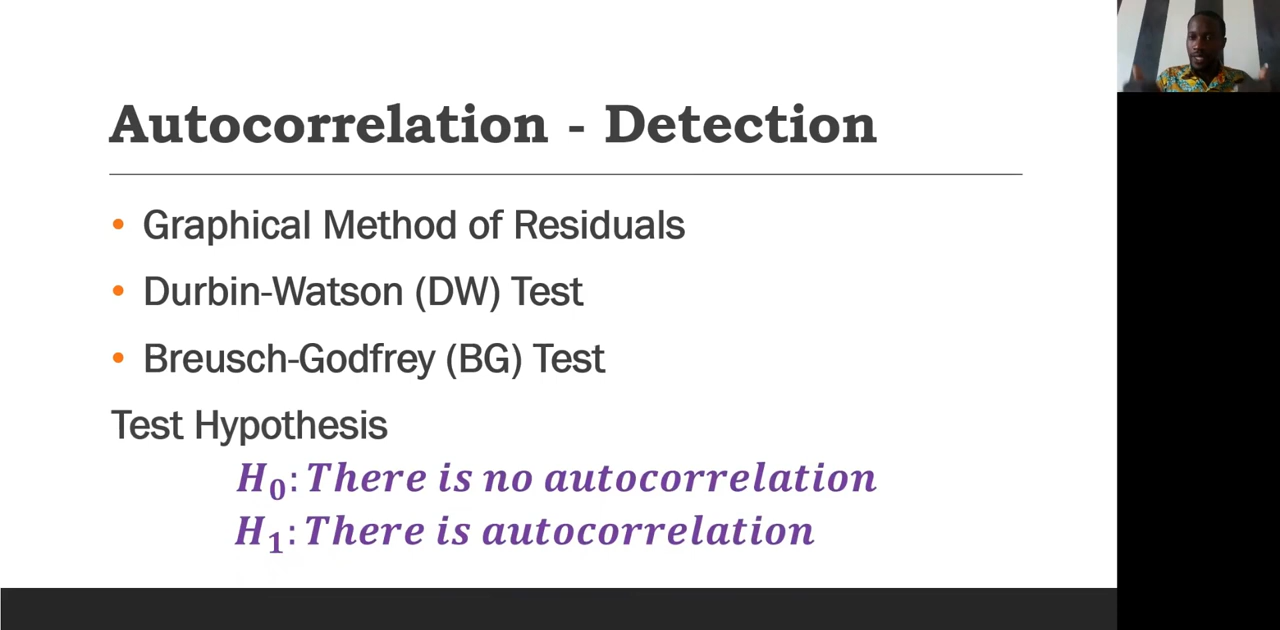 Autocorrelation - Detection
• Graphical Method of Residuals
• Durbin-Watson (DW) Test
• Breusch-Godfrey (BG) Test
Test Hypothesis
H₀: There is no autocorrelation
H₁: There is autocorrelation